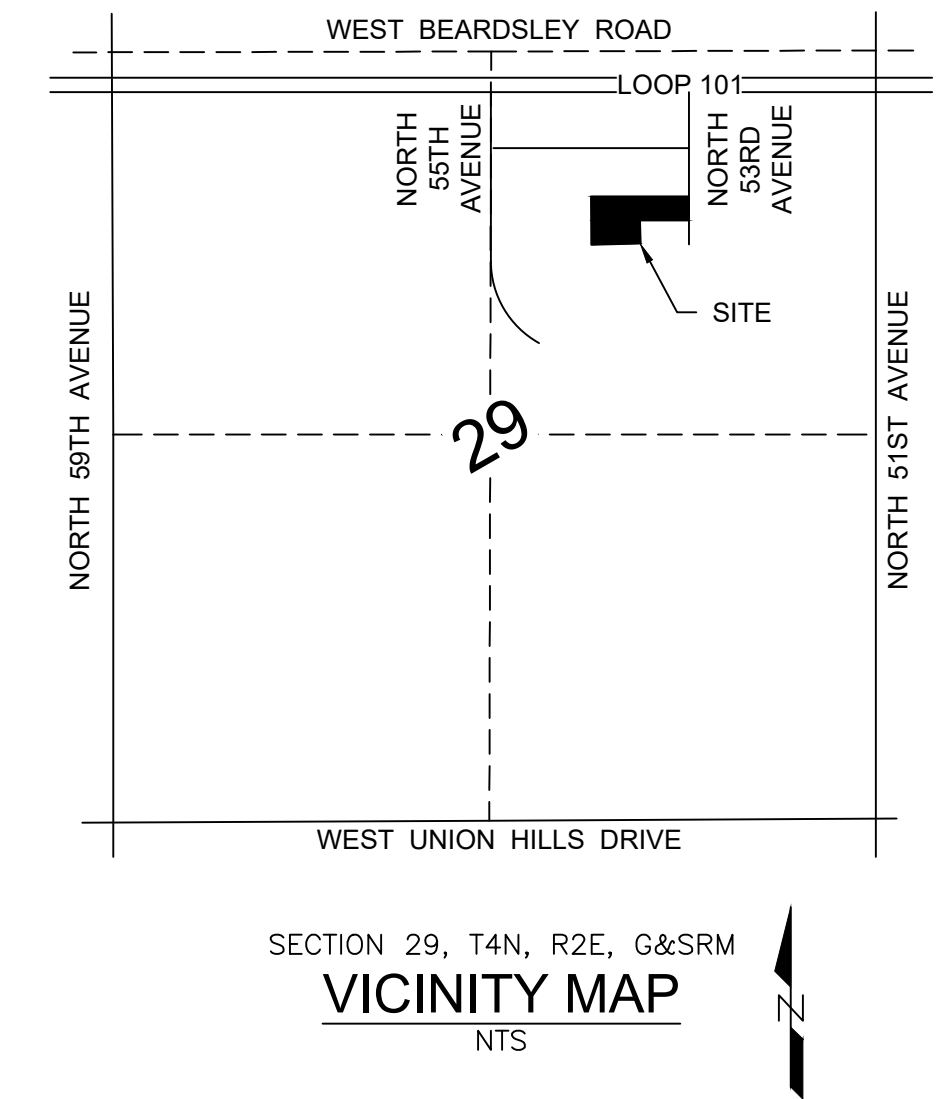 WEST BEARDSLEY ROAD
LOOP 101
NORTH
55TH
AVENUE
NORTH
53RD
AVENUE
SITE
NORTH 59TH AVENUE
29
NORTH 51ST AVENUE
WEST UNION HILLS DRIVE
SECTION 29, T4N, R2E, G&SRM
VICINITY MAP
NTS
N